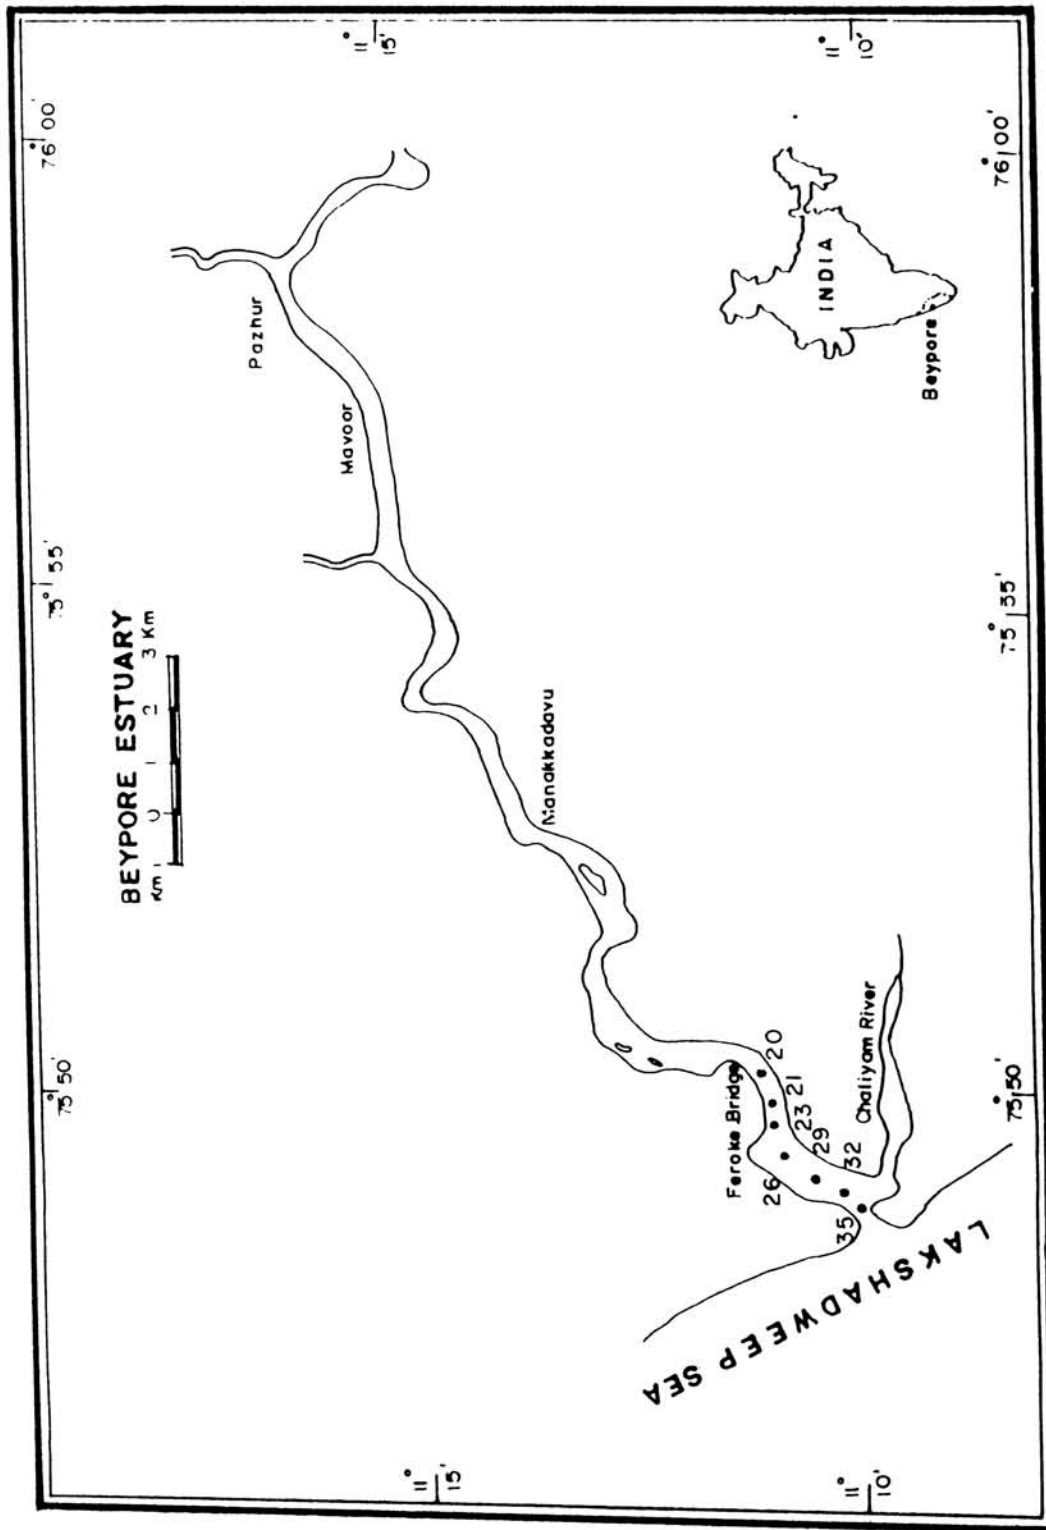 BEYPORE ESTUARY
Km 1 0 1 2 3 Km
75° 50'
75° 55'
76° 00'
11° 15'
11° 10'
11° 15'
11° 10'
75° 50'
75° 55'
76° 00'
Pazhur
Mavoor
Manakkadavu
Feroke Bridge
20
21
23
26
29
32
35
Chaliyam River
LAKSHADWEEP SEA
INDIA
Beypore